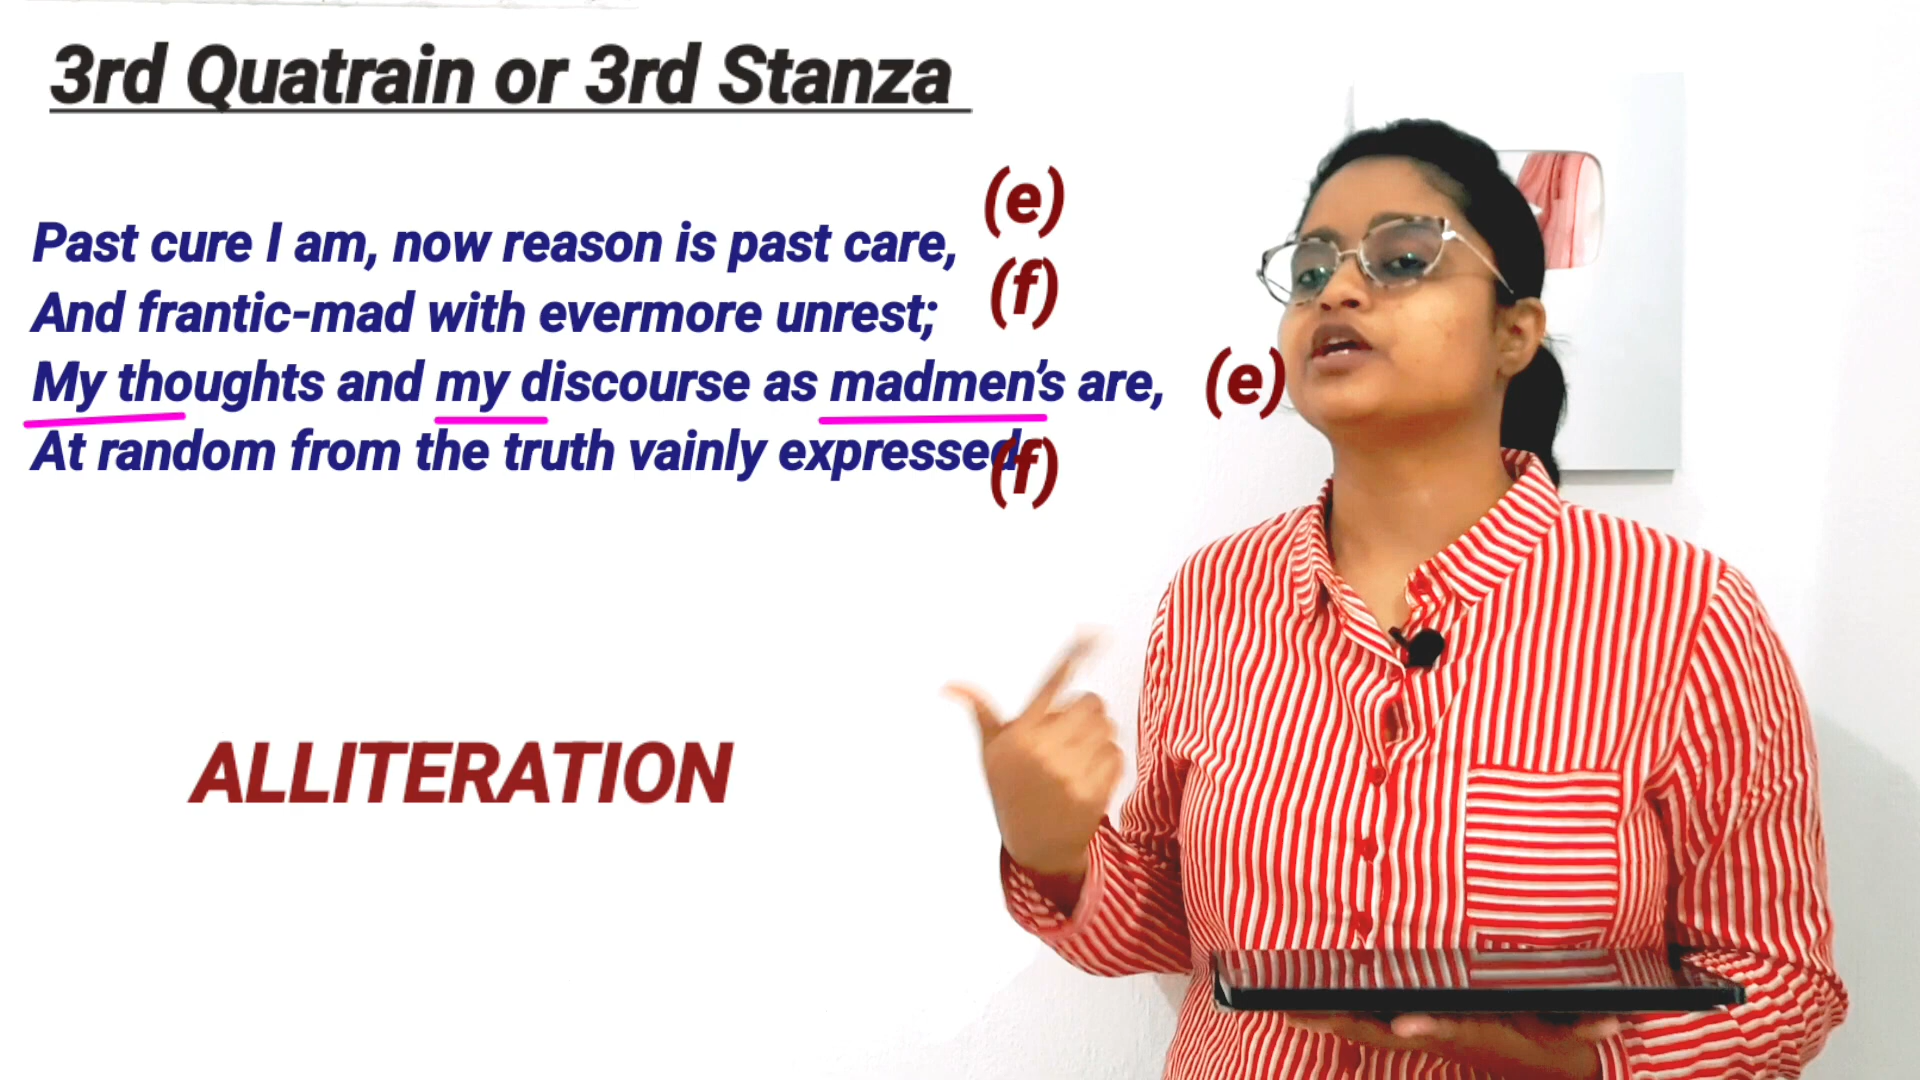 3rd Quatrain or 3rd Stanza
Past cure I am, now reason is past care, (e)
And frantic-mad with evermore unrest; (f)
My thoughts and my discourse as madmen's are, (e)
At random from the truth vainly expressed; (f)
ALLITERATION